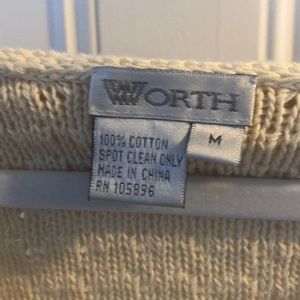 WORTH
100% COTTON
SPOT CLEAN ONLY
MADE IN CHINA
RN 105896
M